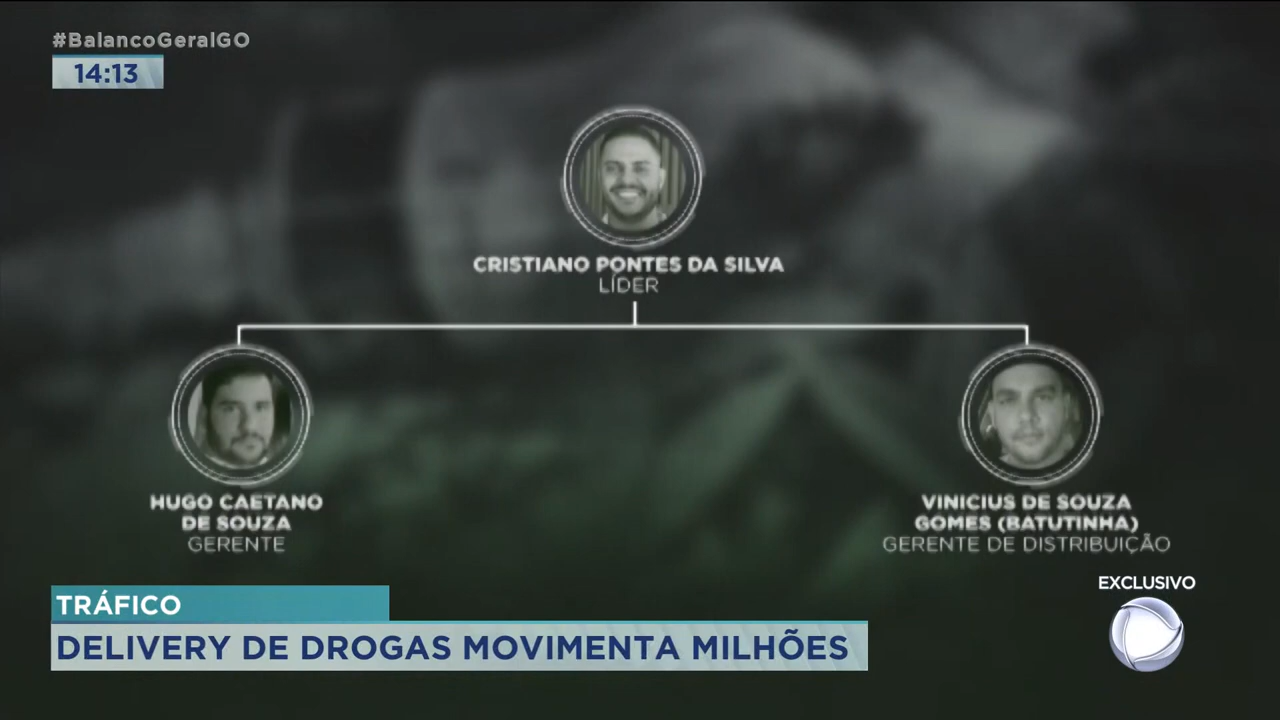 #BalancoGeralGO
14:13
CRISTIANO PONTES DA SILVA
LÍDER
HUGO CAETANO
DE SOUZA
GERENTE
VINICIUS DE SOUZA
GOMES (BATUTINHA)
GERENTE DE DISTRIBUIÇÃO
EXCLUSIVO
TRÁFICO
DELIVERY DE DROGAS MOVIMENTA MILHÕES